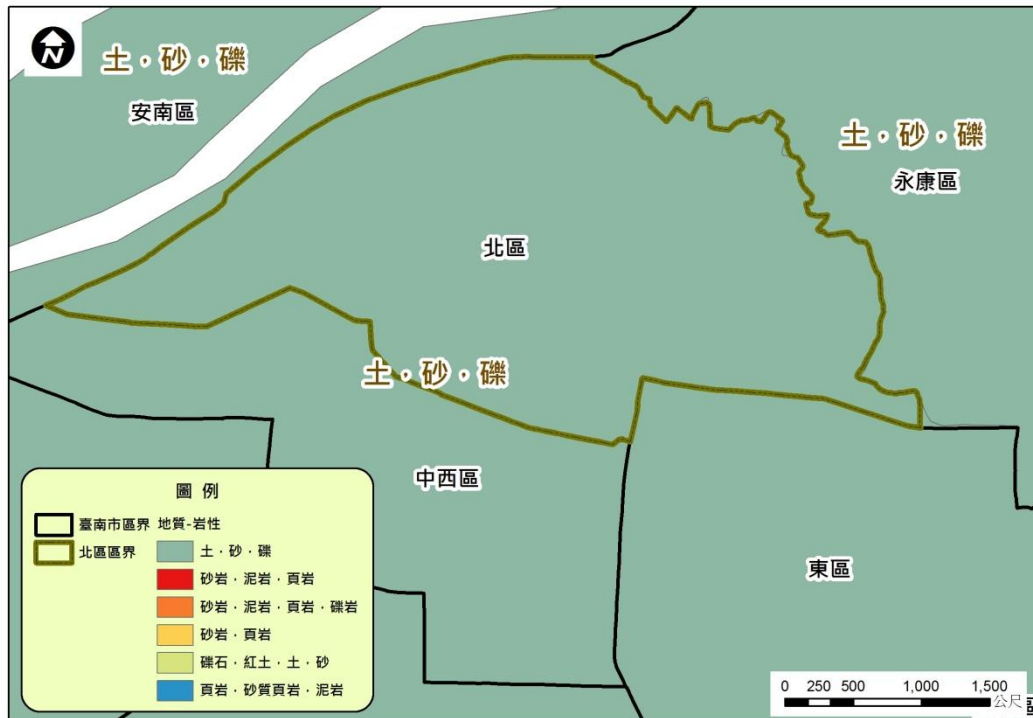 N
土．砂．礫
安南區
土．砂．礫
永康區
北區
土．砂．礫
中西區
東區
圖 例
臺南市區界
北區區界
地質-岩性
土．砂．礫
砂岩．泥岩．頁岩
砂岩．泥岩．頁岩．礫岩
砂岩．頁岩
礫石．紅土．土．砂
頁岩．砂質頁岩．泥岩
0 250 500 1,000 1,500
公尺